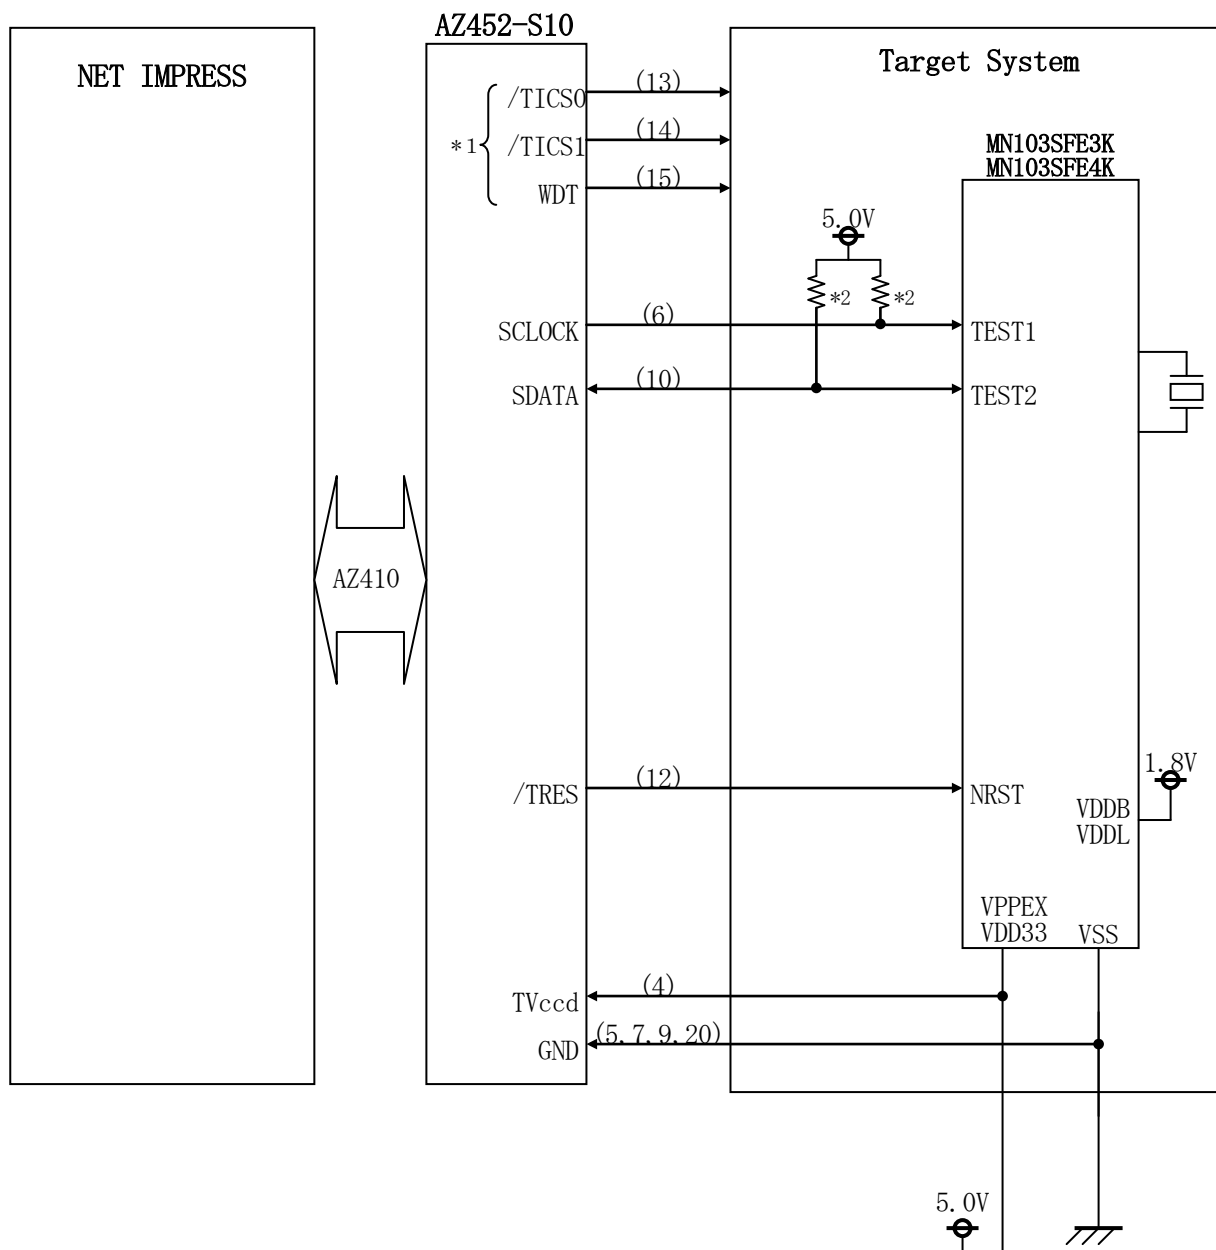 AZ452-S10
NET IMPRESS
Target System
/TICS0
(13)
*1
/TICS1
(14)
WDT
(15)
MN103SFE3K
MN103SFE4K
5.0V
*2
*2
SCLOCK
(6)
TEST1
SDATA
(10)
TEST2
AZ410
/TRES
(12)
NRST
1.8V
VDDB
VDDL
VPPEX
VDD33
VSS
TVccd
(4)
GND
(5,7,9,20)
5.0V